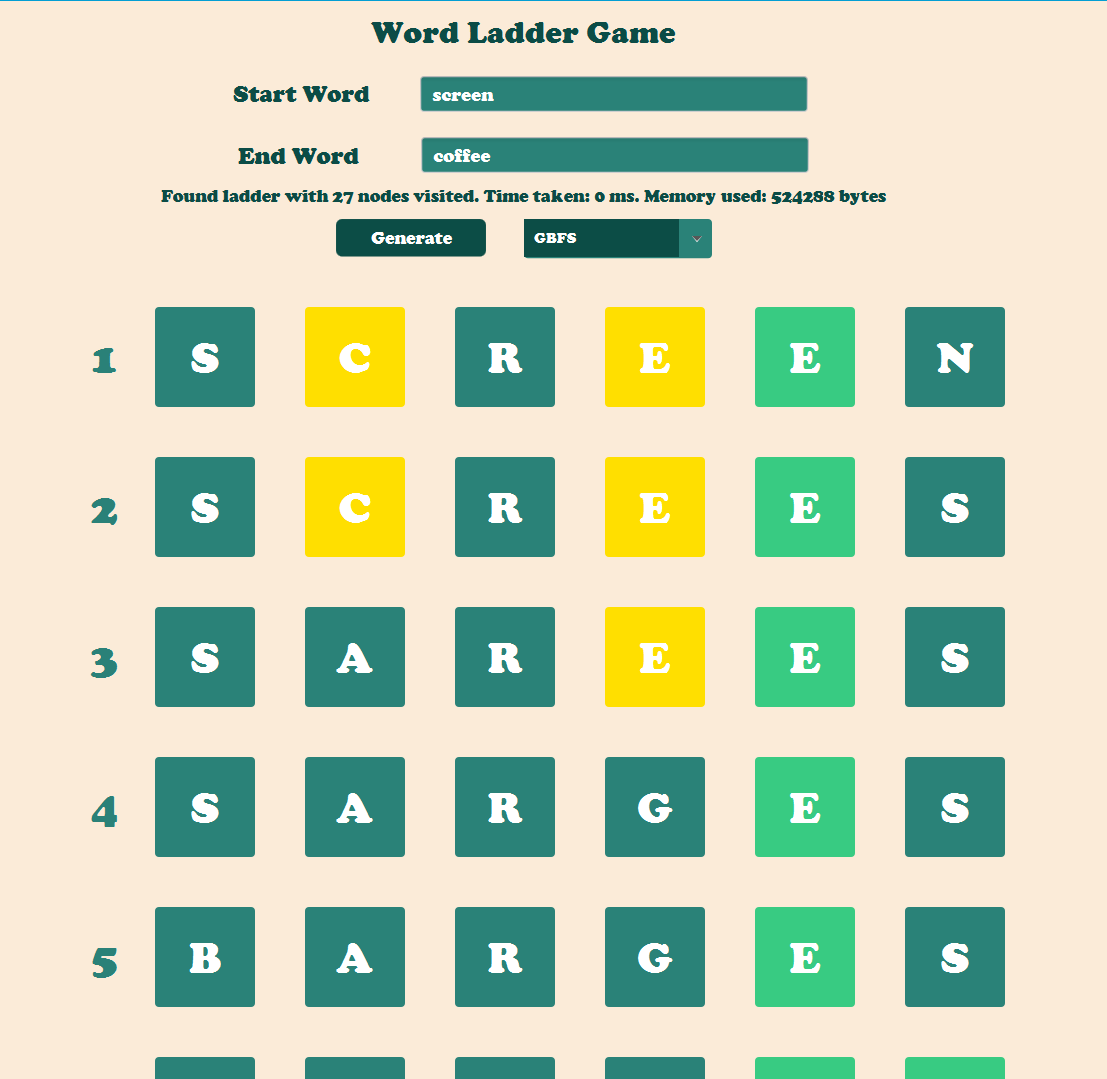 Word Ladder Game
Start Word screen
End Word coffee
Found ladder with 27 nodes visited. Time taken: 0 ms. Memory used: 524288 bytes
Generate GBFS
1 S C R E E N
2 S C R E E S
3 S A R E E S
4 S A R G E S
5 B A R G E S